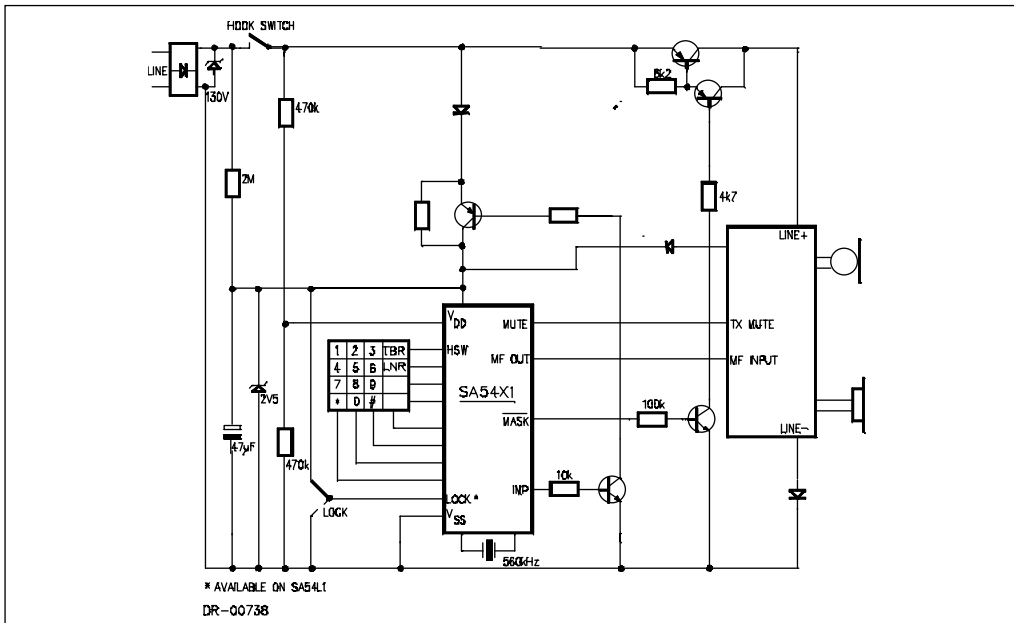 HOOK SWITCH
LINE
130V
470k
8k2
2M
4k7
LINE+
VDD
MUTE
TX MUTE
1 2 3 TBR
4 5 6 LNR
7 8 9
* 0 #
HSW
MF OUT
MF INPUT
SA54X1
2V5
MASK
100k
47µF
470k
LINE-
10k
LOCK *
INP
LOCK
VSS
560kHz
* AVAILABLE ON SA54L1
DR-00738